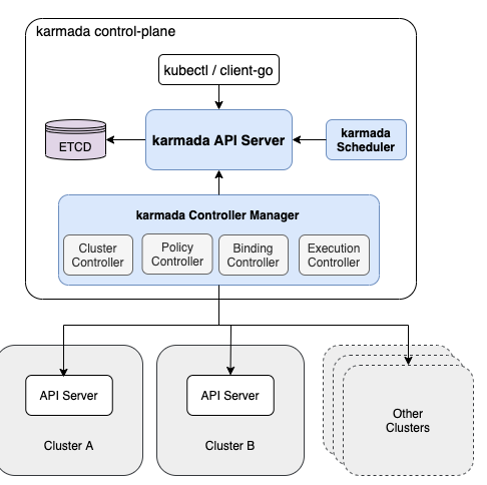 karmada control-plane
kubectl / client-go
ETCD
karmada API Server
karmada
Scheduler
karmada Controller Manager
Cluster
Controller
Policy
Controller
Binding
Controller
Execution
Controller
API Server
Cluster A
API Server
Cluster B
Other
Clusters